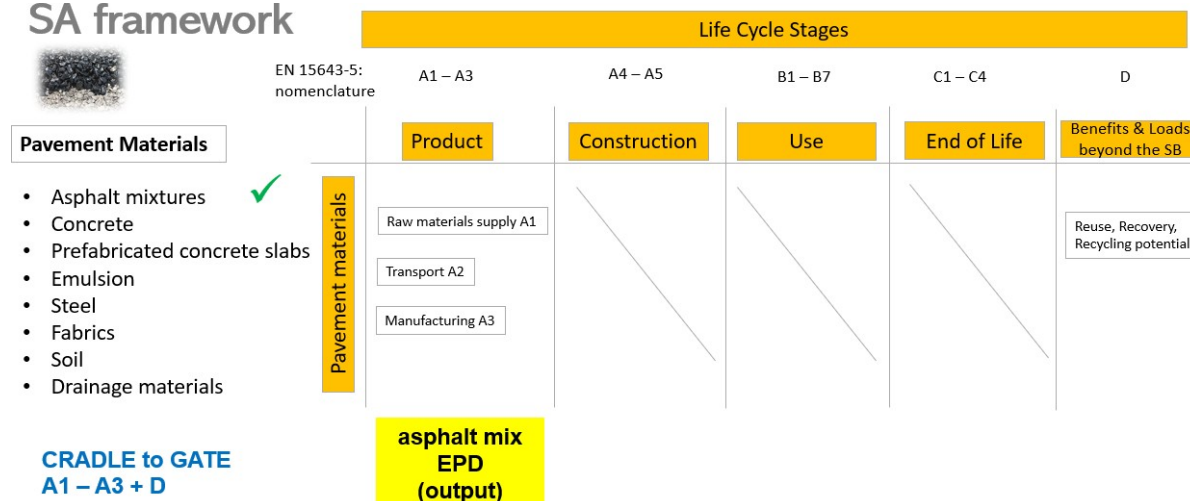 SA framework
Life Cycle Stages
EN 15643-5:
nomenclature
A1 – A3
A4 – A5
B1 – B7
C1 – C4
D
Pavement Materials
Product
Construction
Use
End of Life
Benefits & Loads
beyond the SB
• Asphalt mixtures
• Concrete
• Prefabricated concrete slabs
• Emulsion
• Steel
• Fabrics
• Soil
• Drainage materials
Pavement materials
Raw materials supply A1
Transport A2
Manufacturing A3
Reuse, Recovery,
Recycling potential
CRADLE to GATE
A1 – A3 + D
asphalt mix
EPD
(output)